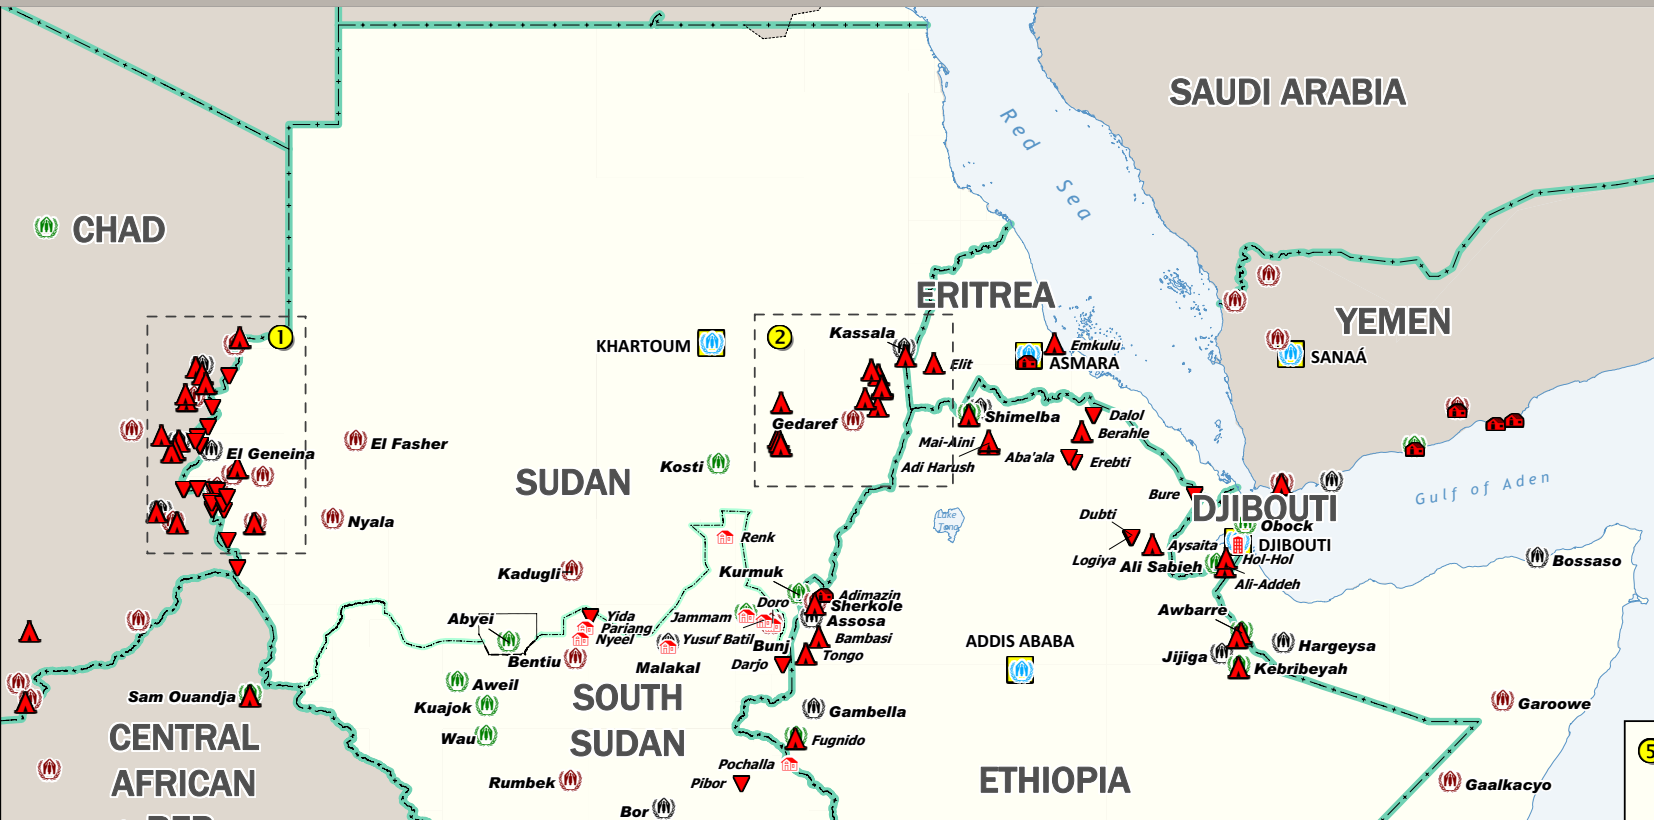 SAUDI ARABIA
Red Sea
CHAD
ERITREA
YEMEN
1
2
Kassala
KHARTOUM
Elit
Emkulu
ASMARA
SANAÁ
Gedaref
Shimelba
Dalol
Berahle
Mai-Aini
Adi Harush
Aba'ala
Erebti
El Geneina
El Fasher
Kosti
SUDAN
Bure
Gulf of Aden
DJIBOUTI
Nyala
Lake
Tana
Dubti
Obock
Renk
Logiya
Aysaita
DJIBOUTI
Ali Sabieh
Hol-Hol
Bossaso
Kadugli
Kurmuk
Ali-Addeh
Doro
Adimazin
Sherkole
Awbarre
Abyei
Yida
Jammam
Assosa
Pariang
Nyeel
Yusuf Batil
Bunj
Bambasi
ADDIS ABABA
Hargeysa
Bentiu
Malakal
Darjo
Tongo
Jijiga
Kebribeyah
Aweil
Sam Ouandja
SOUTH
SUDAN
Kuajok
Gambella
Garoowe
Wau
Fugnido
CENTRAL
AFRICAN
REP
Pochalla
Rumbek
Pibor
ETHIOPIA
Gaalkacyo
Bor
5